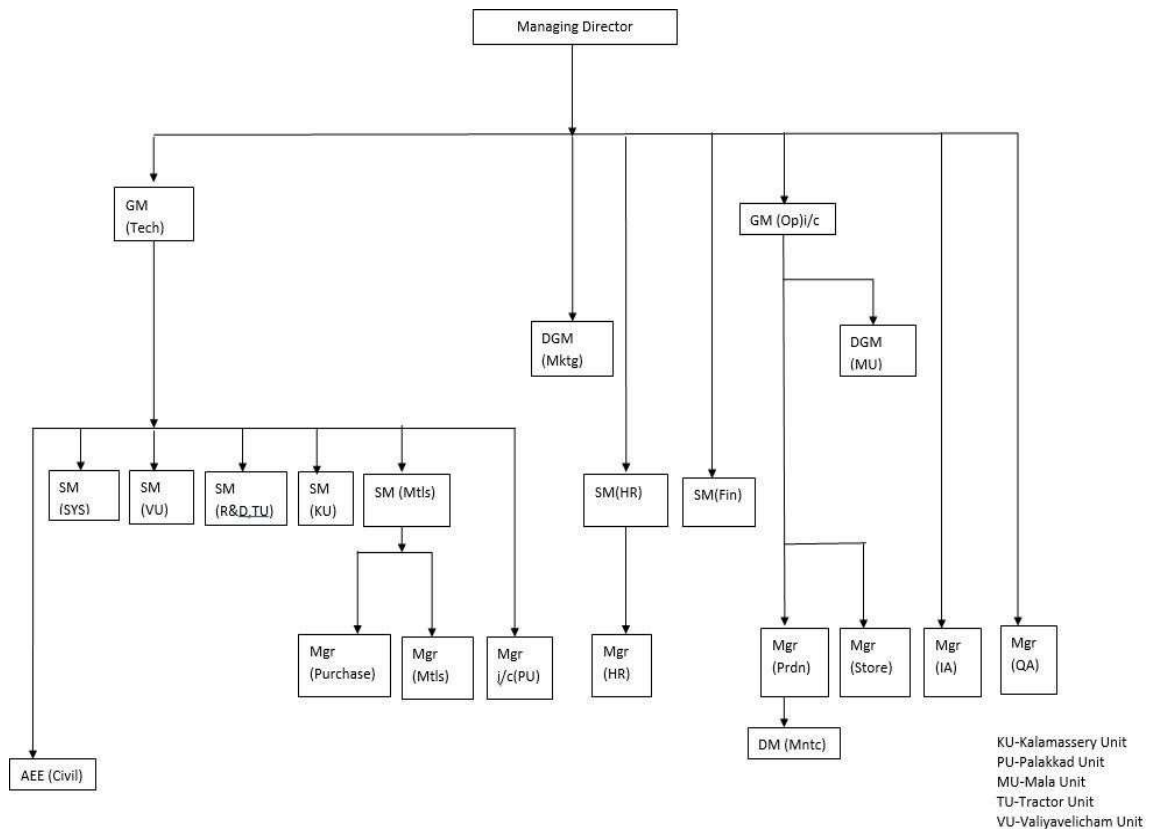 Managing Director
GM
(Tech)
GM (Op)i/c
DGM
(Mktg)
DGM
(MU)
SM
(SYS)
SM
(VU)
SM
(R&D,TU)
SM
(KU)
SM (Mtls)
SM(HR)
SM(Fin)
Mgr
(Purchase)
Mgr
(Mtls)
Mgr
i/c(PU)
Mgr
(HR)
Mgr
(Prdn)
Mgr
(Store)
Mgr
(IA)
Mgr
(QA)
DM (Mntc)
AEE (Civil)
KU-Kalamassery Unit
PU-Palakkad Unit
MU-Mala Unit
TU-Tractor Unit
VU-Valiyavelicham Unit